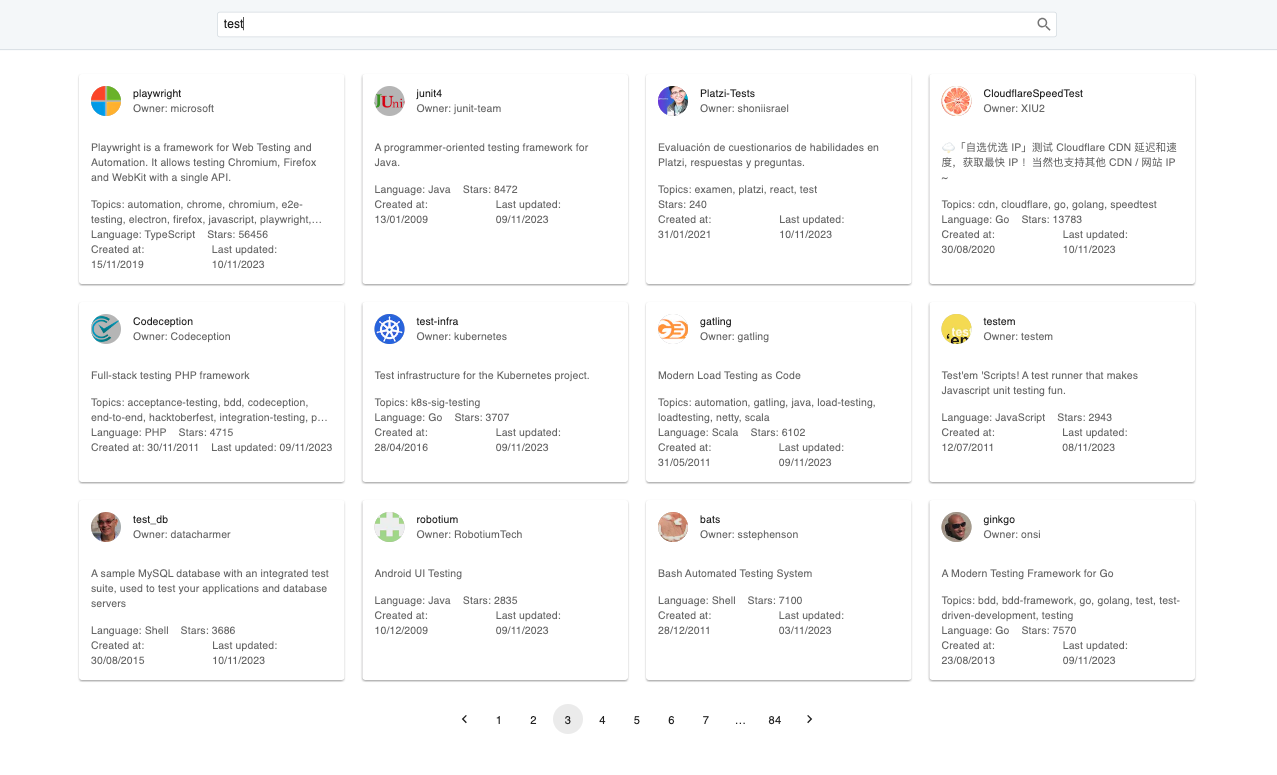 test
playwright
Owner: microsoft
Playwright is a framework for Web Testing and
Automation. It allows testing Chromium, Firefox
and WebKit with a single API.
Topics: automation, chrome, chromium, e2e-
testing, electron, firefox, javascript, playwright,...
Language: TypeScript Stars: 56456
Created at: Last updated:
15/11/2019 10/11/2023
JUni
junit4
Owner: junit-team
A programmer-oriented testing framework for
Java.
Language: Java Stars: 8472
Created at: Last updated:
13/01/2009 09/11/2023
Platzi-Tests
Owner: shoniisrael
Evaluación de cuestionarios de habilidades en
Platzi, respuestas y preguntas.
Topics: examen, platzi, react, test
Stars: 240
Created at: Last updated:
31/01/2021 10/11/2023
CloudflareSpeedTest
Owner: XIU2
🌩「自选优选 IP」测试 Cloudflare CDN 延迟和速
度，获取最快 IP ！当然也支持其他 CDN / 网站 IP
~
Topics: cdn, cloudflare, go, golang, speedtest
Language: Go Stars: 13783
Created at: Last updated:
30/08/2020 10/11/2023
Codeception
Owner: Codeception
Full-stack testing PHP framework
Topics: acceptance-testing, bdd, codeception,
end-to-end, hacktoberfest, integration-testing, p...
Language: PHP Stars: 4715
Created at: 30/11/2011 Last updated: 09/11/2023
test-infra
Owner: kubernetes
Test infrastructure for the Kubernetes project.
Topics: k8s-sig-testing
Language: Go Stars: 3707
Created at: Last updated:
28/04/2016 09/11/2023
gatling
Owner: gatling
Modern Load Testing as Code
Topics: automation, gatling, java, load-testing,
loadtesting, netty, scala
Language: Scala Stars: 6102
Created at: Last updated:
31/05/2011 09/11/2023
test
'em
testem
Owner: testem
Test'em 'Scripts! A test runner that makes
Javascript unit testing fun.
Language: JavaScript Stars: 2943
Created at: Last updated:
12/07/2011 08/11/2023
test_db
Owner: datacharmer
A sample MySQL database with an integrated test
suite, used to test your applications and database
servers
Language: Shell Stars: 3686
Created at: Last updated:
30/08/2015 10/11/2023
robotium
Owner: RobotiumTech
Android UI Testing
Language: Java Stars: 2835
Created at: Last updated:
10/12/2009 09/11/2023
bats
Owner: sstephenson
Bash Automated Testing System
Language: Shell Stars: 7100
Created at: Last updated:
28/12/2011 03/11/2023
ginkgo
Owner: onsi
A Modern Testing Framework for Go
Topics: bdd, bdd-framework, go, golang, test, test-
driven-development, testing
Language: Go Stars: 7570
Created at: Last updated:
23/08/2013 09/11/2023
1 2 3 4 5 6 7 ... 84